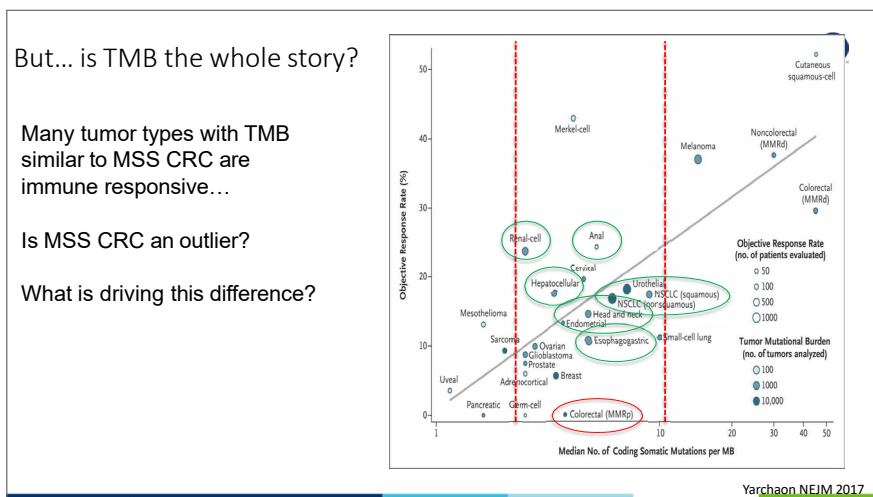 But... is TMB the whole story?
Many tumor types with TMB
similar to MSS CRC are
immune responsive…
Is MSS CRC an outlier?
What is driving this difference?
Objective Response Rate (%)
50
40
30
20
10
0
Cutaneous
squamous-cell
Merkel-cell
Melanoma
Noncolorectal
(MMRd)
Colorectal
(MMRd)
Renal-cell
Anal
Cervical
Hepatocellular
Urothelial
NSCLC (squamous)
NSCLC (nonsquamous)
Mesothelioma
Head and neck
Endometrial
Sarcoma
Ovarian
Esophagogastric
Small-cell lung
Glioblastoma
Prostate
Adrenocortical
Breast
Uveal
Pancreatic
Germ-cell
Colorectal (MMRp)
Objective Response Rate
(no. of patients evaluated)
50
100
500
1000
Tumor Mutational Burden
(no. of tumors analyzed)
100
1000
10,000
1
10
20
30
40
50
Median No. of Coding Somatic Mutations per MB
Yarchaon NEJM 2017